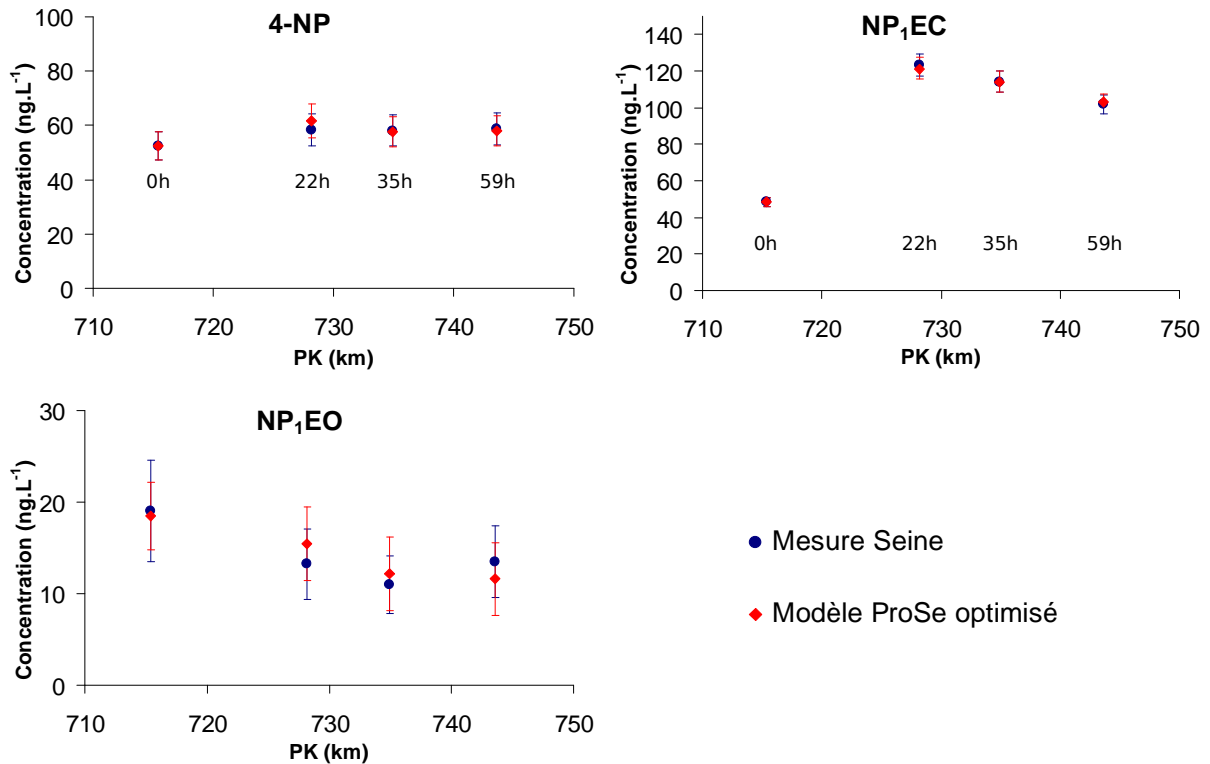 4-NP
Concentration (ng.L⁻¹)
100
80
60
40
20
0
0h 22h 35h 59h
710 720 730 740 750
PK (km)
NP₁EC
Concentration (ng.L⁻¹)
140
120
100
80
60
40
20
0
0h 22h 35h 59h
710 720 730 740 750
PK (km)
NP₁EO
Concentration (ng.L⁻¹)
30
20
10
0
710 720 730 740 750
PK (km)
Mesure Seine
Modèle ProSe optimisé